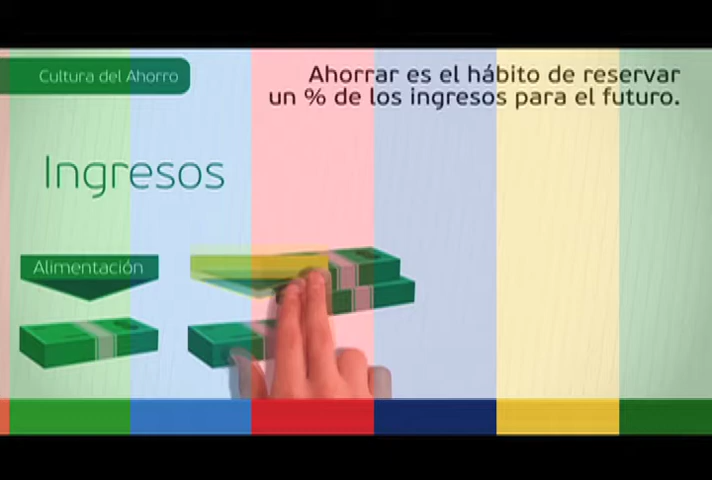 Cultura del Ahorro
Ahorrar es el hábito de reservar
un % de los ingresos para el futuro.
Ingresos
Alimentación